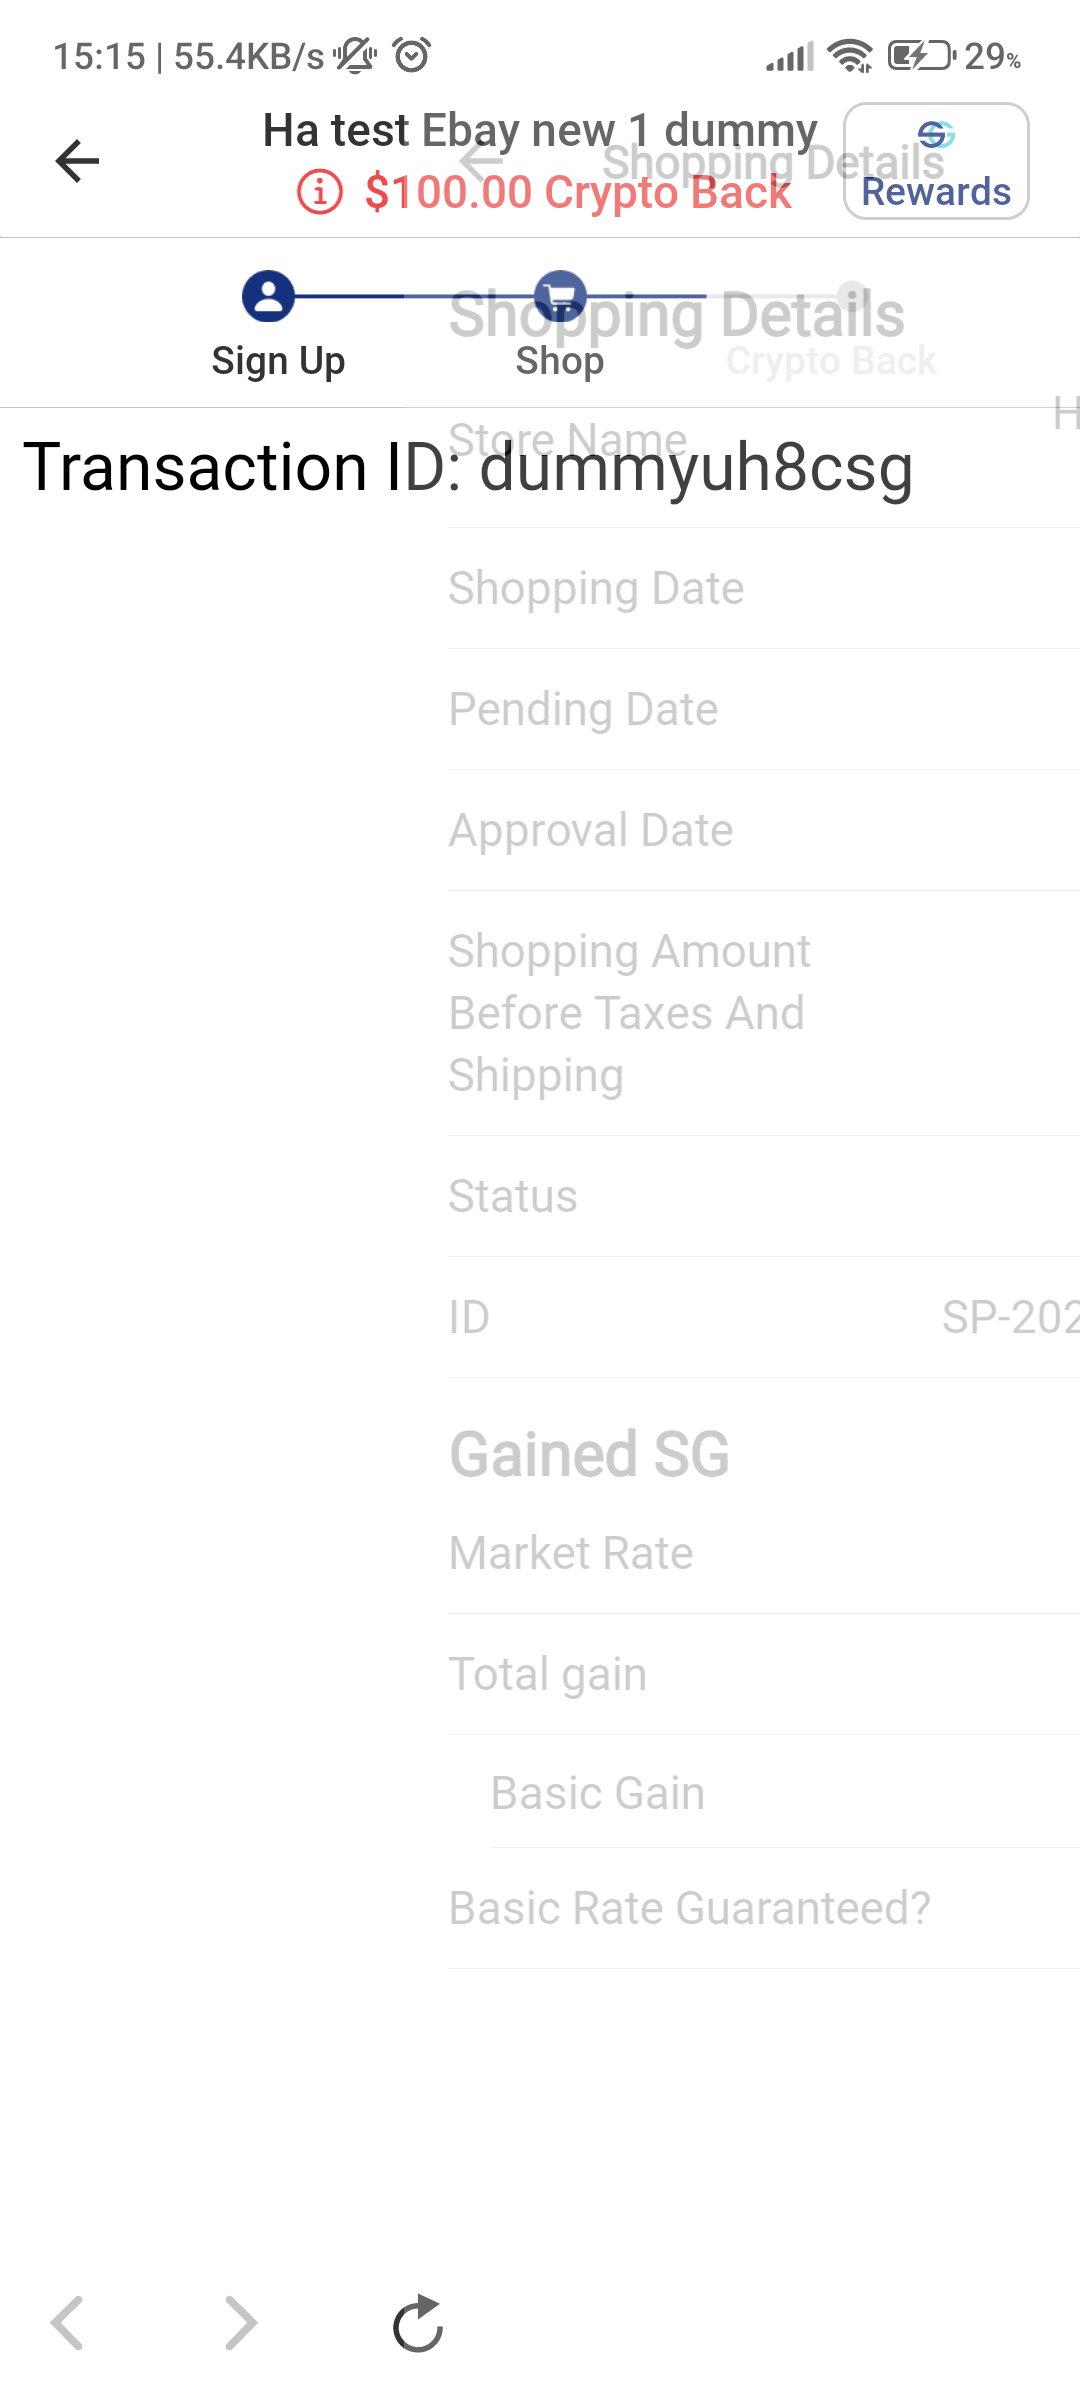 15:15 | 55.4KB/s
29%
Ha test Ebay new 1 dummy
$100.00 Crypto Back
Rewards
Shopping Details
Sign Up
Shop
Crypto Back
Shopping Details
Transaction ID: dummyuh8csg
Store Name
H
Shopping Date
Pending Date
Approval Date
Shopping Amount
Before Taxes And
Shipping
Status
ID
SP-202
Gained SG
Market Rate
Total gain
Basic Gain
Basic Rate Guaranteed?